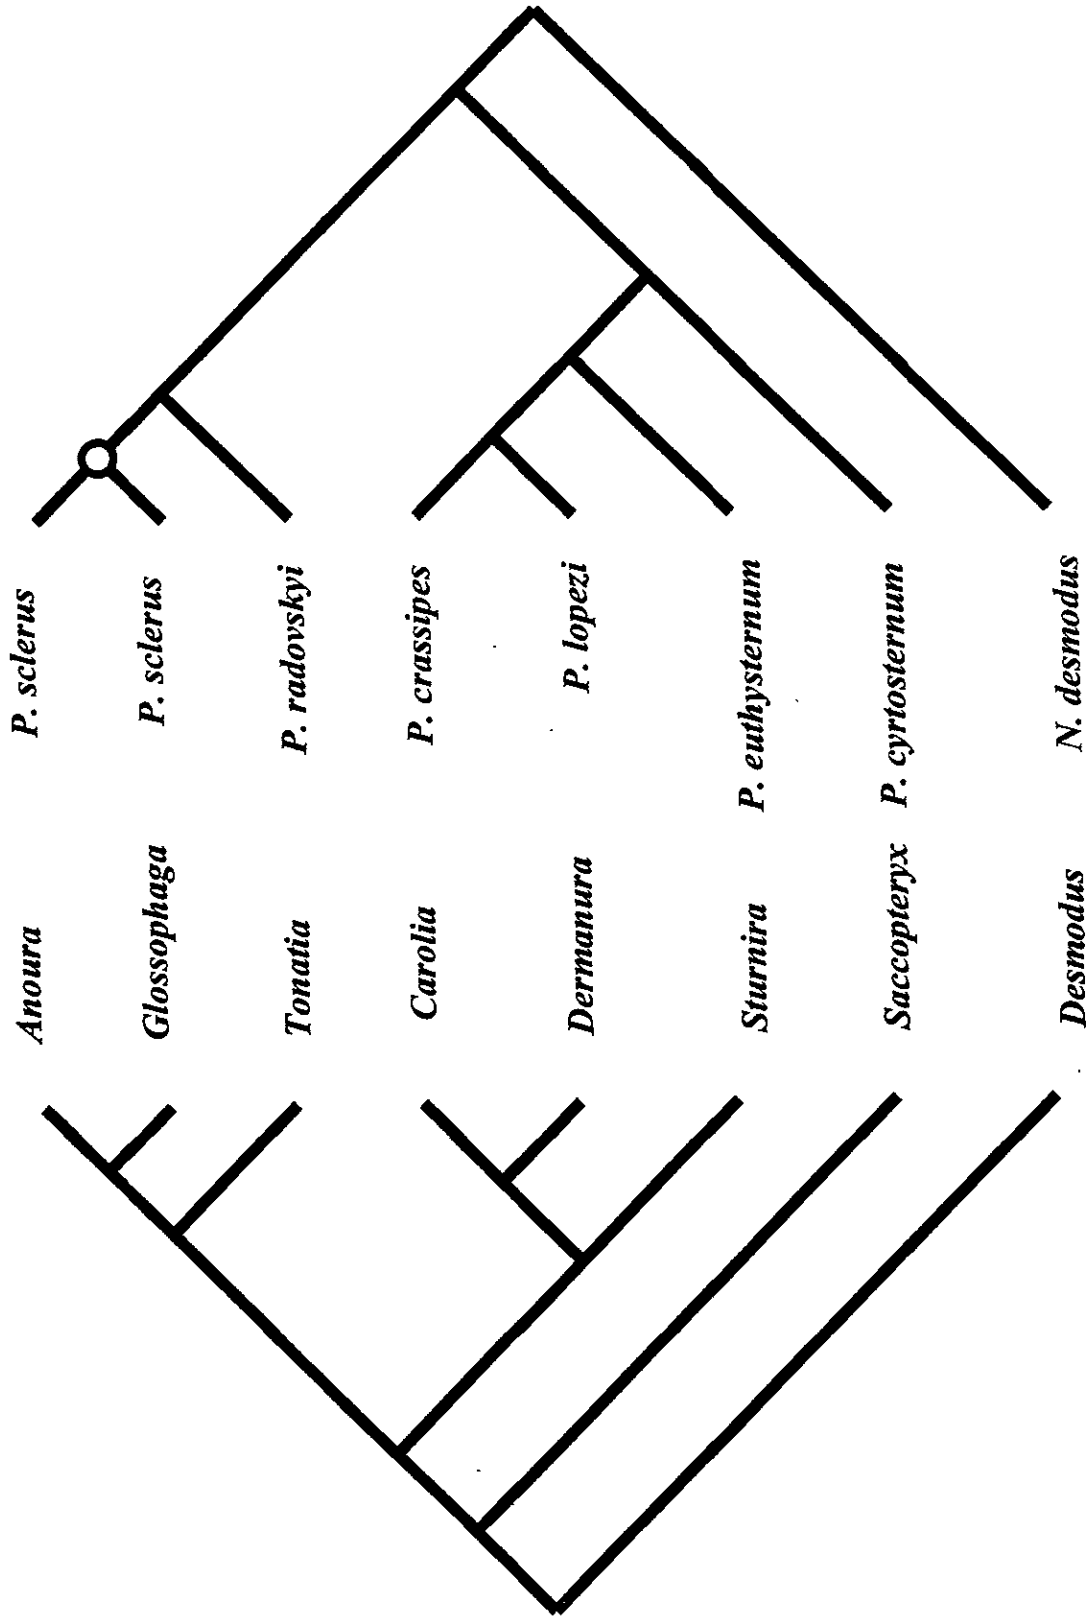 Anoura P. sclerus
Glossophaga P. sclerus
Tonatia P. radovskyi
Carolia P. crassipes
Dermanura P. lopezi
Sturnira P. euthysternum
Saccopteryx P. cyrtosternum
Desmodus N. desmodus